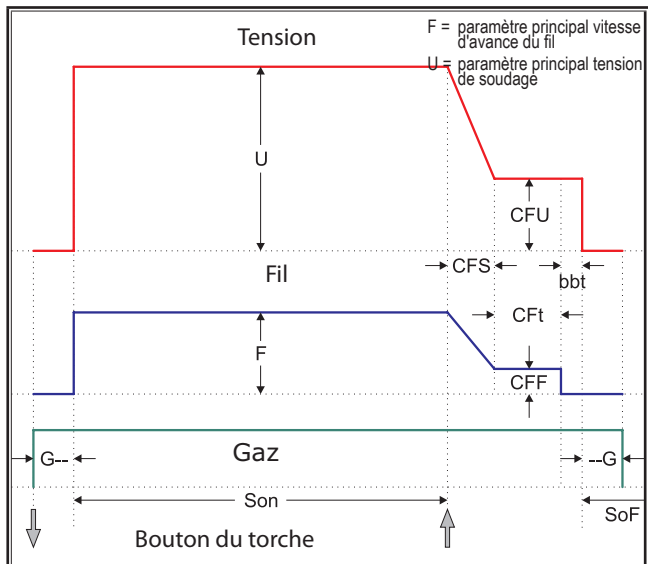 Tension
F = paramètre principal vitesse
d'avance du fil
U = paramètre principal tension
de soudage
U
CFU
CFS
bbt
Fil
CFt
F
CFF
G--
Gaz
--G
Son
SoF
Bouton du torche